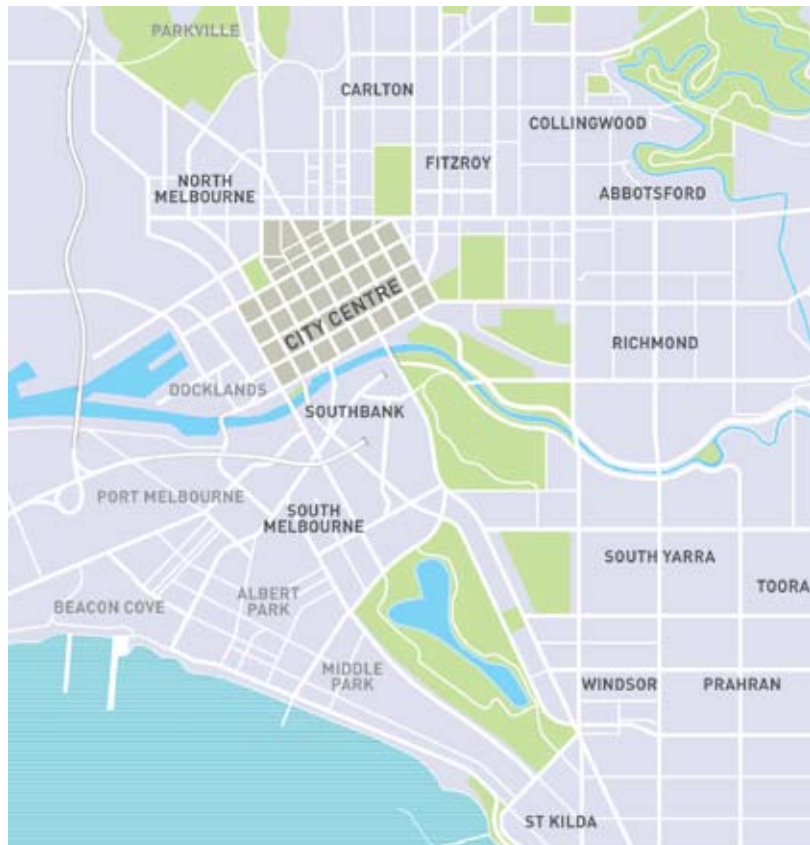 PARKVILLE
CARLTON
COLLINGWOOD
FITZROY
NORTH
MELBOURNE
ABBOTSFORD
CITY CENTRE
RICHMOND
DOCKLANDS
SOUTHBANK
PORT MELBOURNE
SOUTH
MELBOURNE
SOUTH YARRA
TOORA
ALBERT
PARK
BEACON COVE
MIDDLE
PARK
WINDSOR
PRAHRAN
ST KILDA